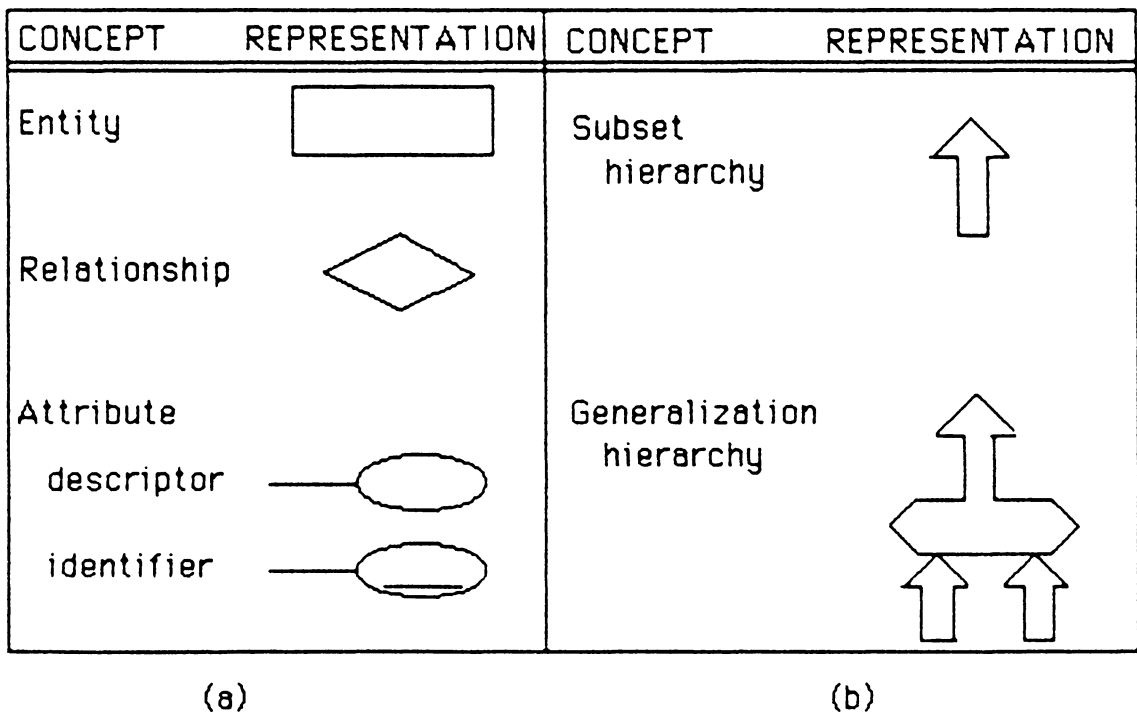 CONCEPT REPRESENTATION
Entity
Relationship
Attribute
descriptor
identifier
(a)
CONCEPT REPRESENTATION
Subset
hierarchy
Generalization
hierarchy
(b)